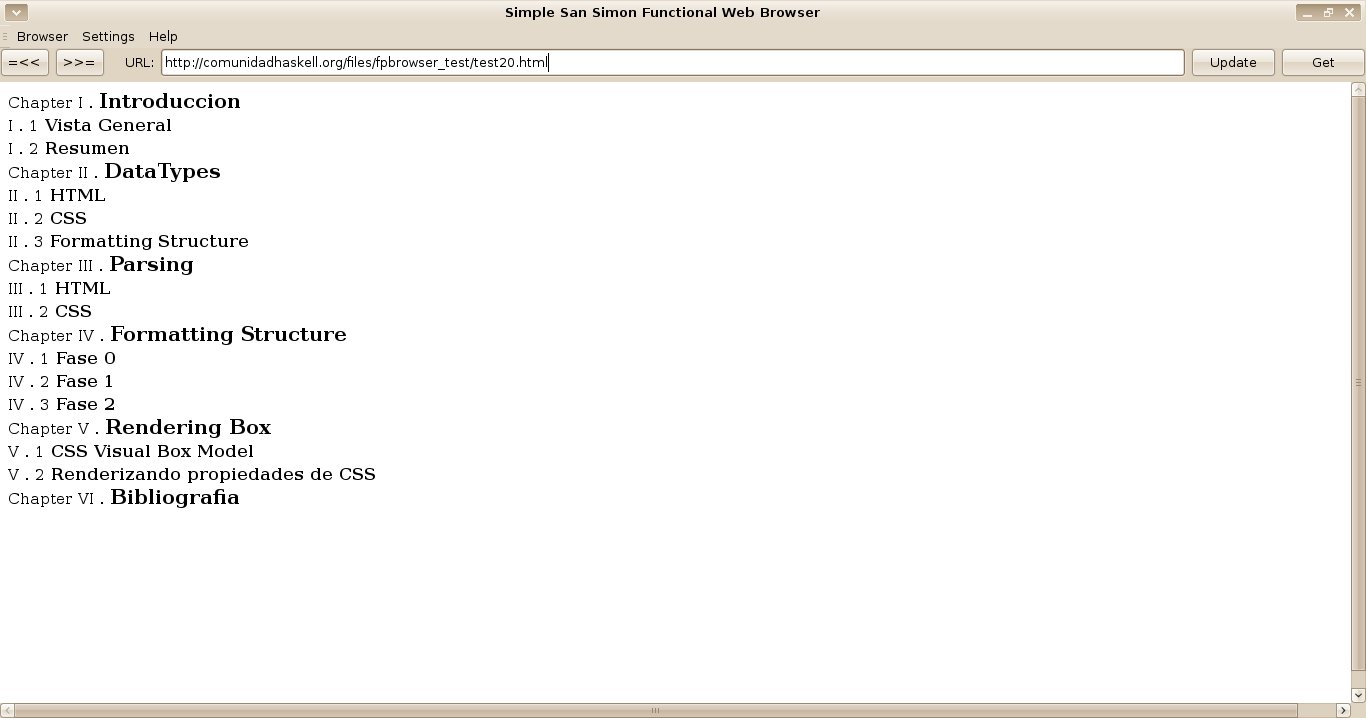 Simple San Simon Functional Web Browser
Browser Settings Help
=<< >>= URL: http://comunidadhaskell.org/files/fpbrowser_test/test20.html Update Get
Chapter I . Introduccion
I . 1 Vista General
I . 2 Resumen
Chapter II . DataTypes
II . 1 HTML
II . 2 CSS
II . 3 Formatting Structure
Chapter III . Parsing
III . 1 HTML
III . 2 CSS
Chapter IV . Formatting Structure
IV . 1 Fase 0
IV . 2 Fase 1
IV . 3 Fase 2
Chapter V . Rendering Box
V . 1 CSS Visual Box Model
V . 2 Renderizando propiedades de CSS
Chapter VI . Bibliografia